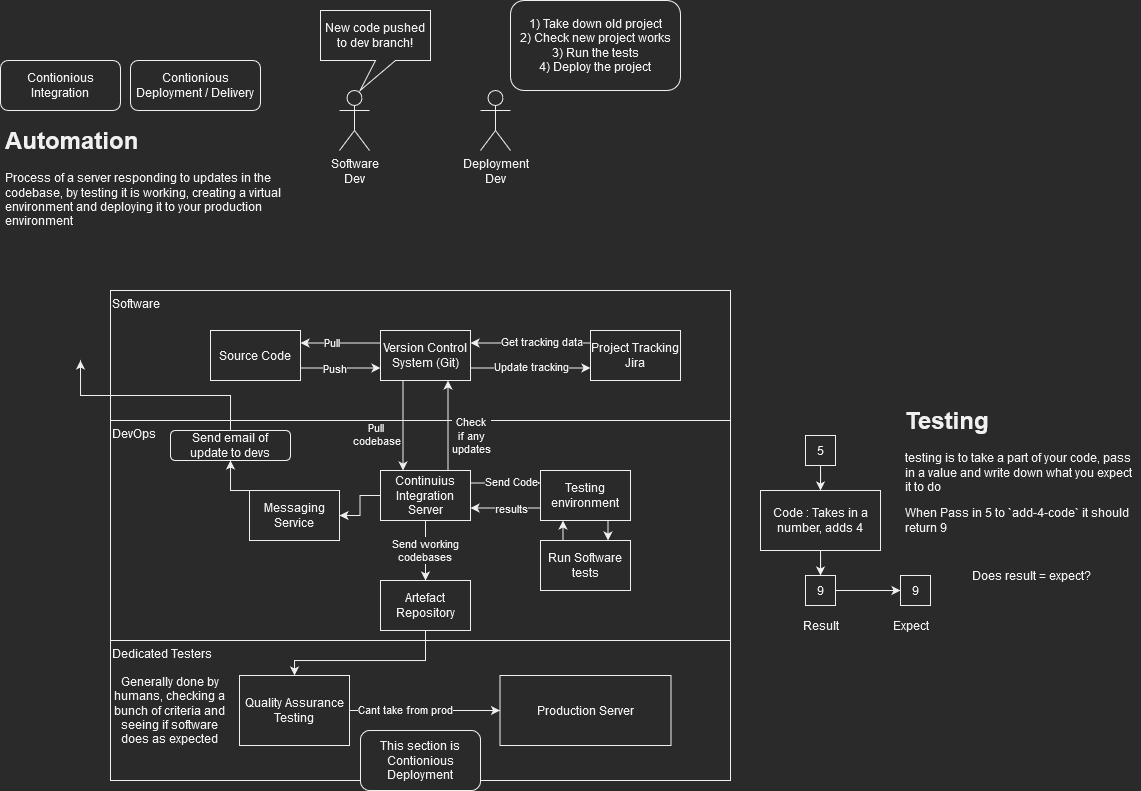 New code pushed
to dev branch!
1) Take down old project
2) Check new project works
3) Run the tests
4) Deploy the project
Contionious
Integration
Contionious
Deployment / Delivery
Automation
Process of a server responding to updates in the
codebase, by testing it is working, creating a virtual
environment and deploying it to your production
environment
Software
Dev
Deployment
Dev
Software
Source Code
Pull
Push
Version Control
System (Git)
Get tracking data
Update tracking
Project Tracking
Jira
DevOps
Send email of
update to devs
Pull
codebase
Check
if any
updates
Messaging
Service
Continuius
Integration
Server
Send Code
results
Testing
environment
Run Software
tests
Send working
codebases
Artefact
Repository
Dedicated Testers
Generally done by
humans, checking a
bunch of criteria and
seeing if software
does as expected
Quality Assurance
Testing
Cant take from prod
Production Server
This section is
Contionious
Deployment
Testing
testing is to take a part of your code, pass
in a value and write down what you expect
it to do
When Pass in 5 to `add-4-code` it should
return 9
Does result = expect?
5
Code : Takes in a
number, adds 4
9
9
Result
Expect